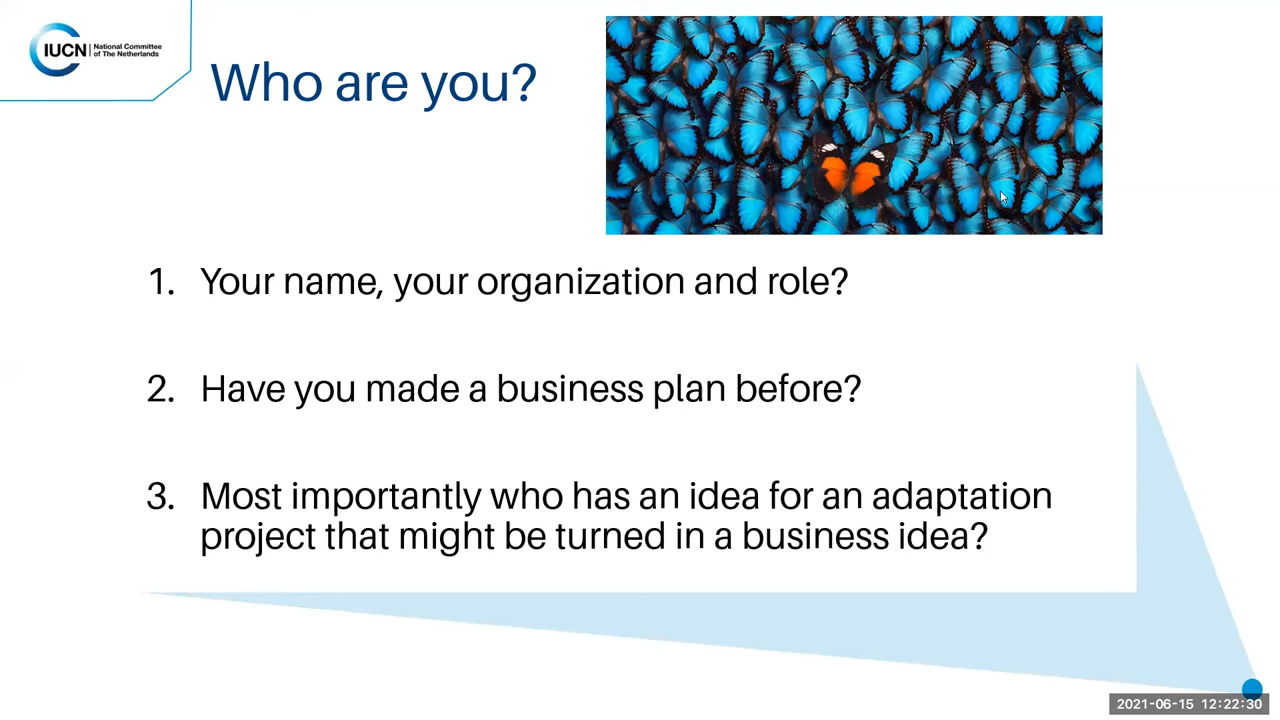 IUCN
National Committee
of The Netherlands
Who are you?
1. Your name, your organization and role?
2. Have you made a business plan before?
3. Most importantly who has an idea for an adaptation
project that might be turned in a business idea?
2021-06-15 12:22:30